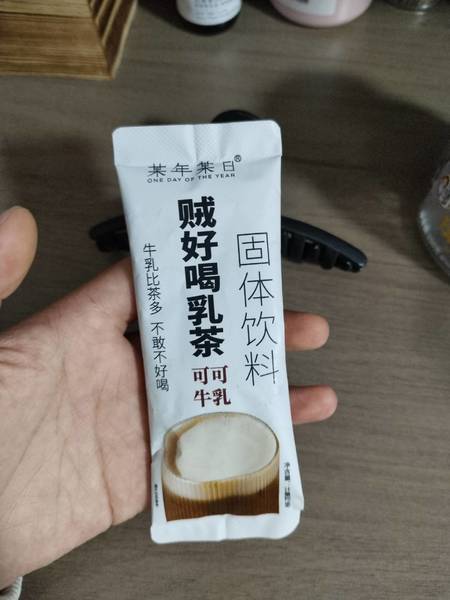 某年某日®
ONE DAY OF THE YEAR
贼好喝乳茶
固体饮料
牛乳比茶多 不敢不好喝
可可
牛乳